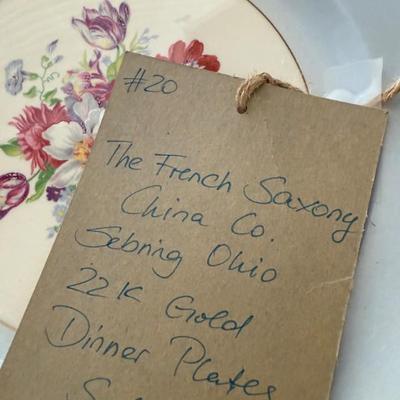 #20
The French Saxony
China Co.
Sebring Ohio
22K Gold
Dinner Plates